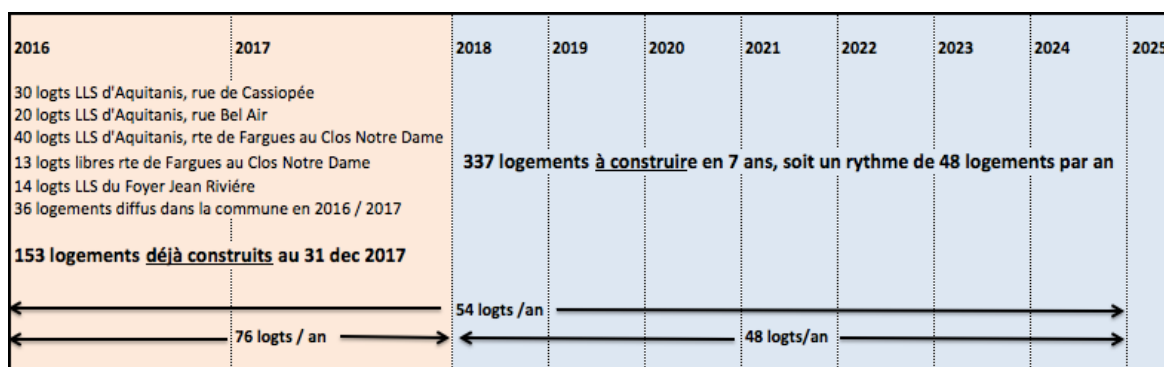 2016 2017 2018 2019 2020 2021 2022 2023 2024 2025
30 logts LLS d'Aquitanis, rue de Cassiopée
20 logts LLS d'Aquitanis, rue Bel Air
40 logts LLS d'Aquitanis, rte de Fargues au Clos Notre Dame
13 logts libres rte de Fargues au Clos Notre Dame
14 logts LLS du Foyer Jean Riviére
36 logements diffus dans la commune en 2016 / 2017
153 logements déjà construits au 31 dec 2017
337 logements à construire en 7 ans, soit un rythme de 48 logements par an
54 logts /an
76 logts / an
48 logts/an